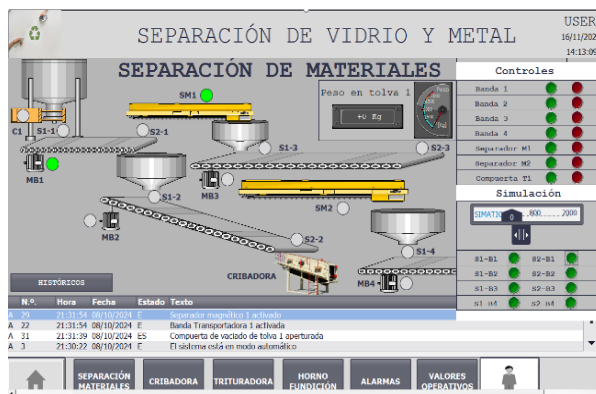 USER
SEPARACIÓN DE VIDRIO Y METAL
16/11/202
14:13:09
SEPARACIÓN DE MATERIALES
Controles
SM1
Peso en tolva 1
Banda 1
Banda 2
+0 Kg
Banda 3
C1
S1-1
S2-1
Banda 4
S1-3
S2-3
Separador M1
Separador M2
MB1
Compuerta T1
S1-2
MB3
Simulación
SM2
SIMATIC
0
800
2000
MB2
S2-2
S1-4
S1-B1
S2-B1
CRIBADORA
S1-B2
S2-B2
HISTÓRICOS
MB4
S1-B3
S2-B3
N.º. Hora Fecha Estado Texto
S1 B4
S2 B4
A 29 21:31:54 08/10/2024 E Separador magnético 1 activado
A 22 21:31:54 08/10/2024 E Banda Transportadora 1 activada
A 31 21:31:39 08/10/2024 ES Compuerta de vaciado de tolva 1 aperturada
A 3 21:30:22 08/10/2024 E El sistema está en modo automático
SEPARACIÓN MATERIALES
CRIBADORA
TRITURADORA
HORNO FUNDICIÓN
ALARMAS
VALORES OPERATIVOS